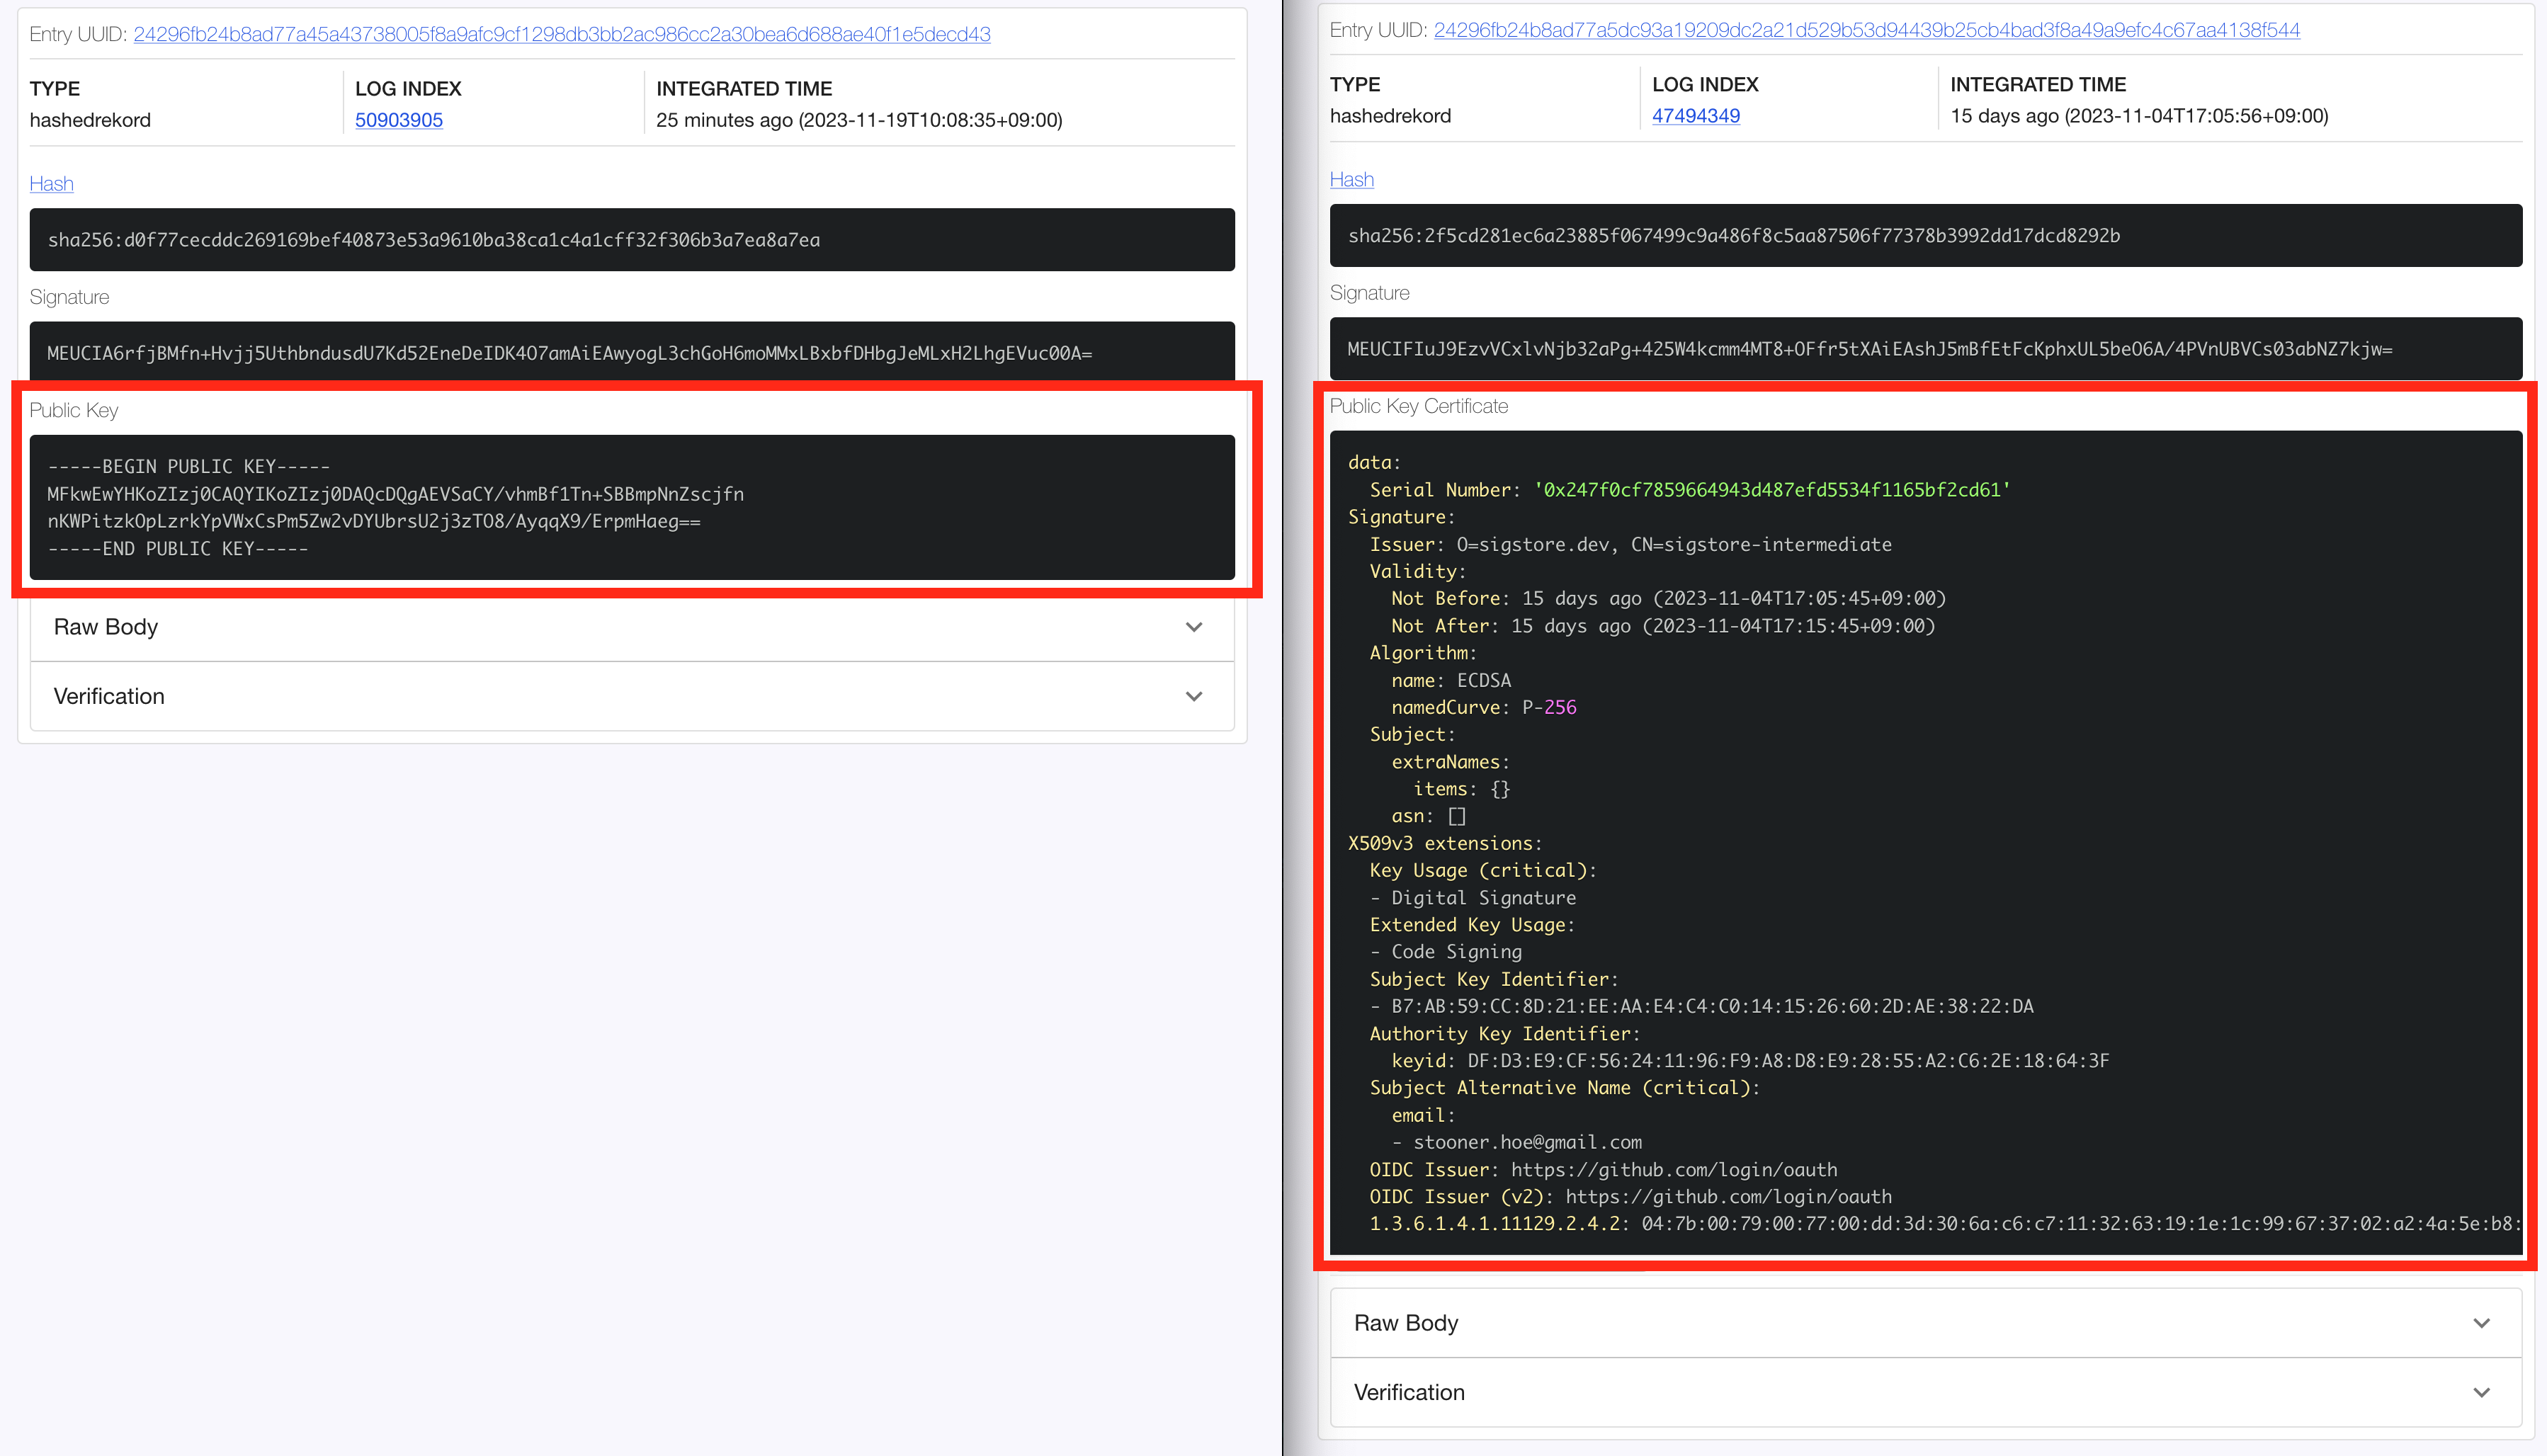 Entry UUID: 24296fb24b8ad77a45a43738005f8a9afc9cf1298db3bb2ac986cc2a30bea6d688ae40f1e5decd43
TYPE
hashedrekord
LOG INDEX
50903905
INTEGRATED TIME
25 minutes ago (2023-11-19T10:08:35+09:00)
Hash
sha256:d0f77cecddc269169bef40873e53a9610ba38ca1c4a1cff32f306b3a7ea8a7ea
Signature
MEUCIA6rfjBMfn+Hvjj5UthbndusdU7Kd52EneDeIDK4O7amAiEAwyogL3chGoH6moMMxLBxbfDHbgJeMLxH2LhgEVuc00A=
Public Key
-----BEGIN PUBLIC KEY-----
MFkwEwYHKoZIzj0CAQYIKoZIzj0DAQcDQgAEVSaCY/vhmBf1Tn+SBBmpNnZscjfn
nKWPitzkOpLzrkYpVWxCsPm5Zw2vDYUbrsU2j3zTO8/AyqqX9/ErpmHaeg==
-----END PUBLIC KEY-----
Raw Body
Verification
Entry UUID: 24296fb24b8ad77a5dc93a19209dc2a21d529b53d94439b25cb4bad3f8a49a9efc4c67aa4138f544
TYPE
hashedrekord
LOG INDEX
47494349
INTEGRATED TIME
15 days ago (2023-11-04T17:05:56+09:00)
Hash
sha256:2f5cd281ec6a23885f067499c9a486f8c5aa87506f77378b3992dd17dcd8292b
Signature
MEUCIFIuJ9EzvVCxlvNjb32aPg+425W4kcmm4MT8+OFfr5tXAiEAshJ5mBfEtFcKphxUL5beO6A/4PVnUBVCs03abNZ7kjw=
Public Key Certificate
data:
Serial Number: '0x247f0cf7859664943d487efd5534f1165bf2cd61'
Signature:
Issuer: O=sigstore.dev, CN=sigstore-intermediate
Validity:
Not Before: 15 days ago (2023-11-04T17:05:45+09:00)
Not After: 15 days ago (2023-11-04T17:15:45+09:00)
Algorithm:
name: ECDSA
namedCurve: P-256
Subject:
extraNames:
items: {}
asn: []
X509v3 extensions:
Key Usage (critical):
- Digital Signature
Extended Key Usage:
- Code Signing
Subject Key Identifier:
- B7:AB:59:CC:8D:21:EE:AA:E4:C4:C0:14:15:26:60:2D:AE:38:22:DA
Authority Key Identifier:
keyid: DF:D3:E9:CF:56:24:11:96:F9:A8:D8:E9:28:55:A2:C6:2E:18:64:3F
Subject Alternative Name (critical):
email:
- stooner.hoe@gmail.com
OIDC Issuer: https://github.com/login/oauth
OIDC Issuer (v2): https://github.com/login/oauth
1.3.6.1.4.1.11129.2.4.2: 04:7b:00:79:00:77:00:dd:3d:30:6a:c6:c7:11:32:63:19:1e:1c:99:67:37:02:a2:4a:5e:b8:
Raw Body
Verification